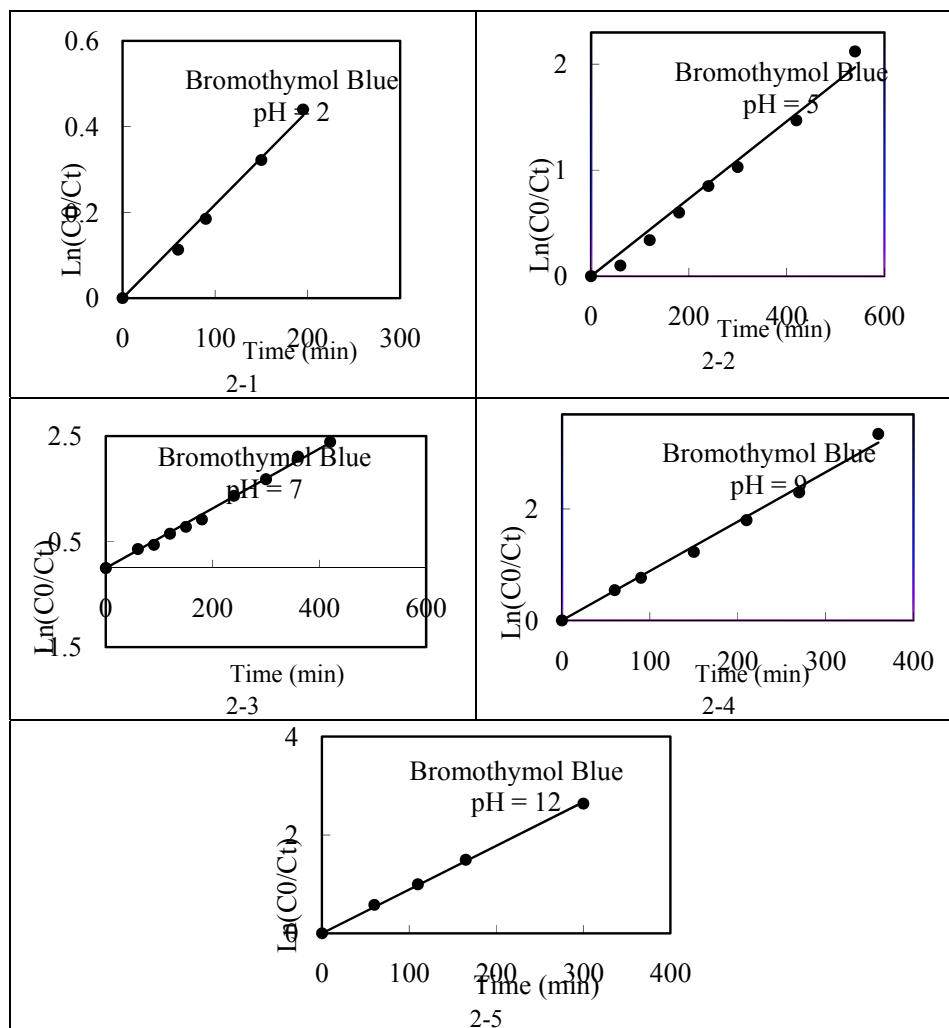 0.6
Bromothymol Blue
pH = 2
0.4
Ln(C0/Ct)
0.2
0
0 100 200 300
Time (min)
2-1
2
Bromothymol Blue
pH = 5
1
Ln(C0/Ct)
0
0 200 400 600
Time (min)
2-2
2.5
Bromothymol Blue
pH = 7
0.5
Ln(C0/Ct)
0 200 400 600
-1.5
Time (min)
2-3
Bromothymol Blue
pH = 9
2
Ln(C0/Ct)
0
0 100 200 300 400
Time (min)
2-4
4
Bromothymol Blue
pH = 12
2
Ln(C0/Ct)
0
0 100 200 300 400
Time (min)
2-5